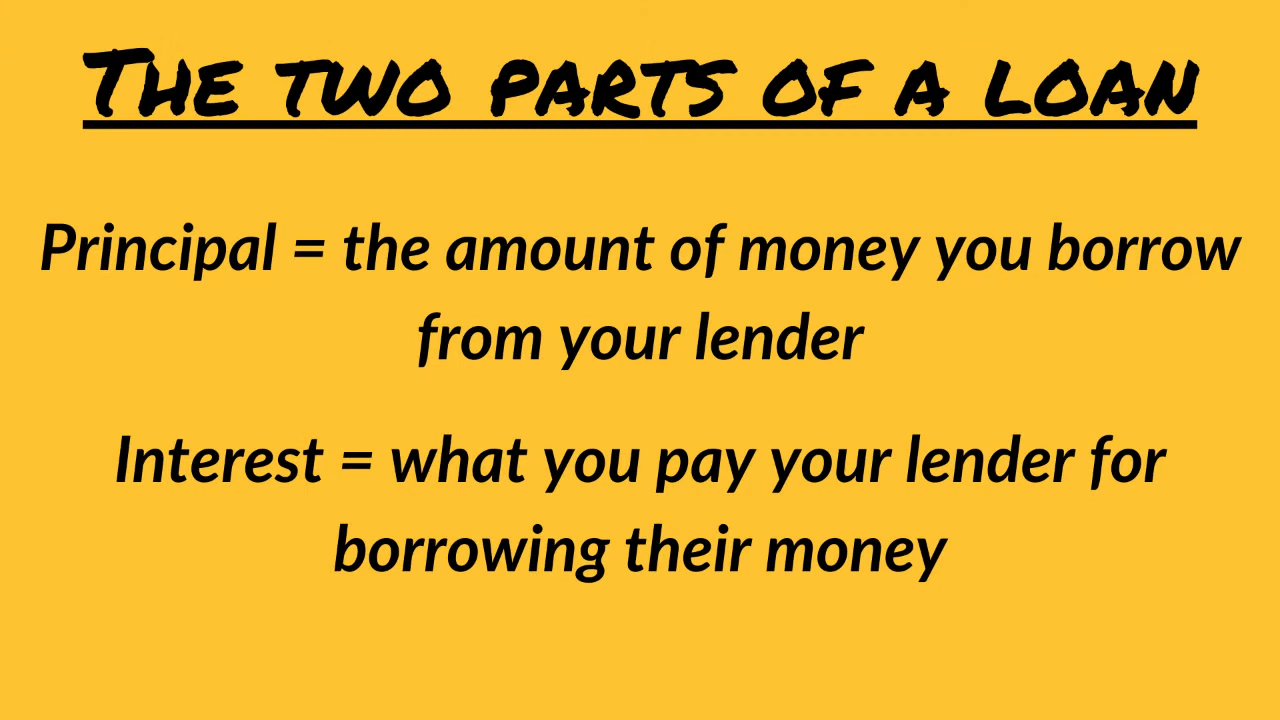 The two parts of a loan
Principal = the amount of money you borrow
from your lender
Interest = what you pay your lender for
borrowing their money